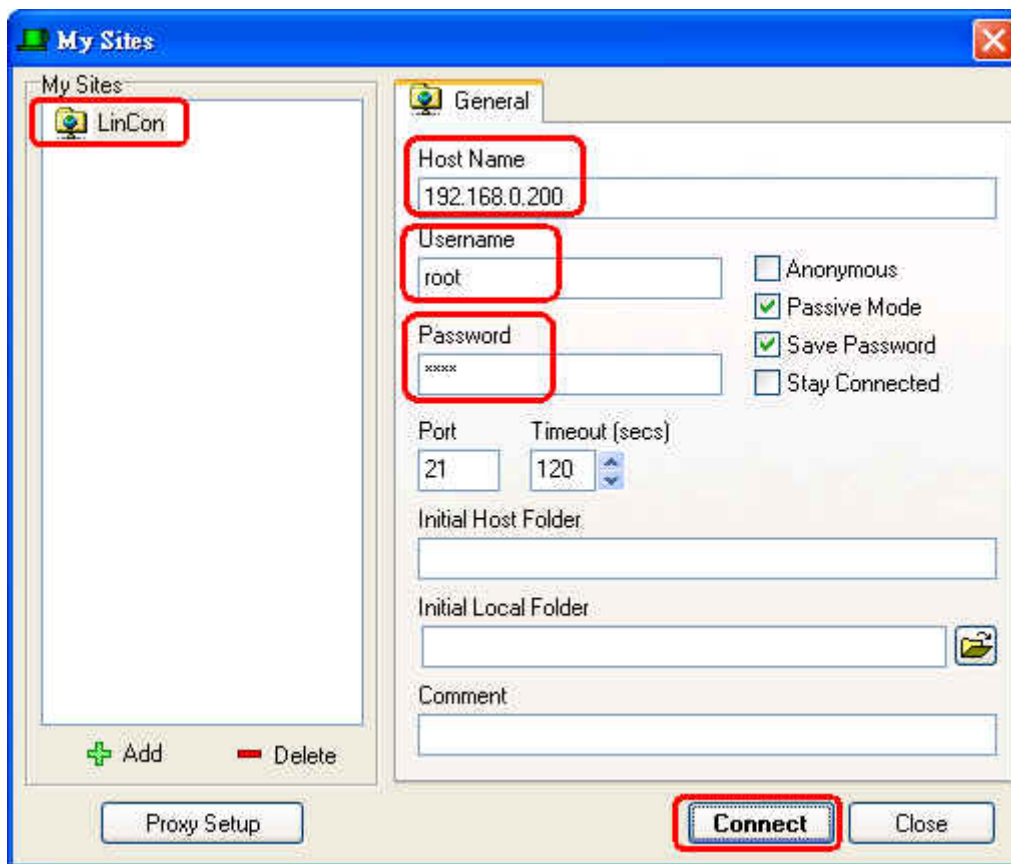 My Sites
My Sites
LinCon
General
Host Name
192.168.0.200
Username
root
Anonymous
Passive Mode
Password
Save Password
****
Stay Connected
Port Timeout (secs)
21 120
Initial Host Folder
Initial Local Folder
Comment
Add Delete
Proxy Setup Connect Close